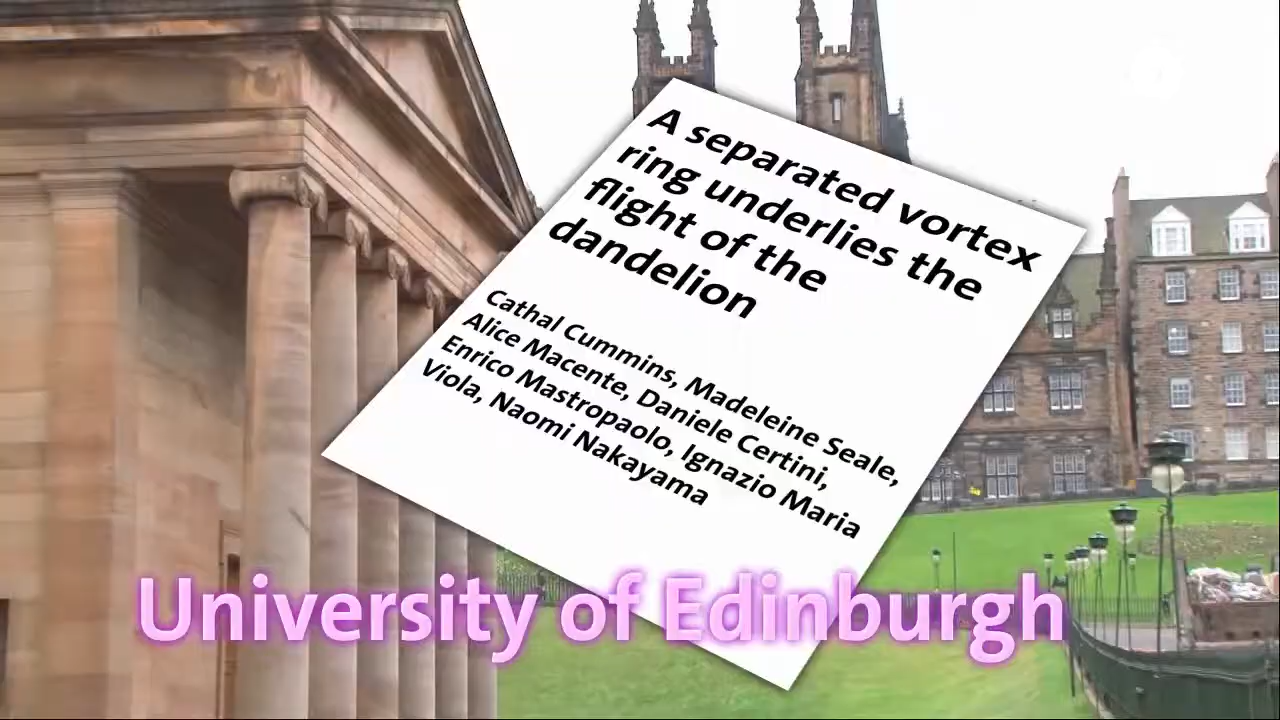 A separated vortex
ring underlies the
flight of the
dandelion
Cathal Cummins, Madeleine Seale,
Alice Macente, Daniele Certini,
Enrico Mastropaolo, Ignazio Maria
Viola, Naomi Nakayama
University of Edinburgh